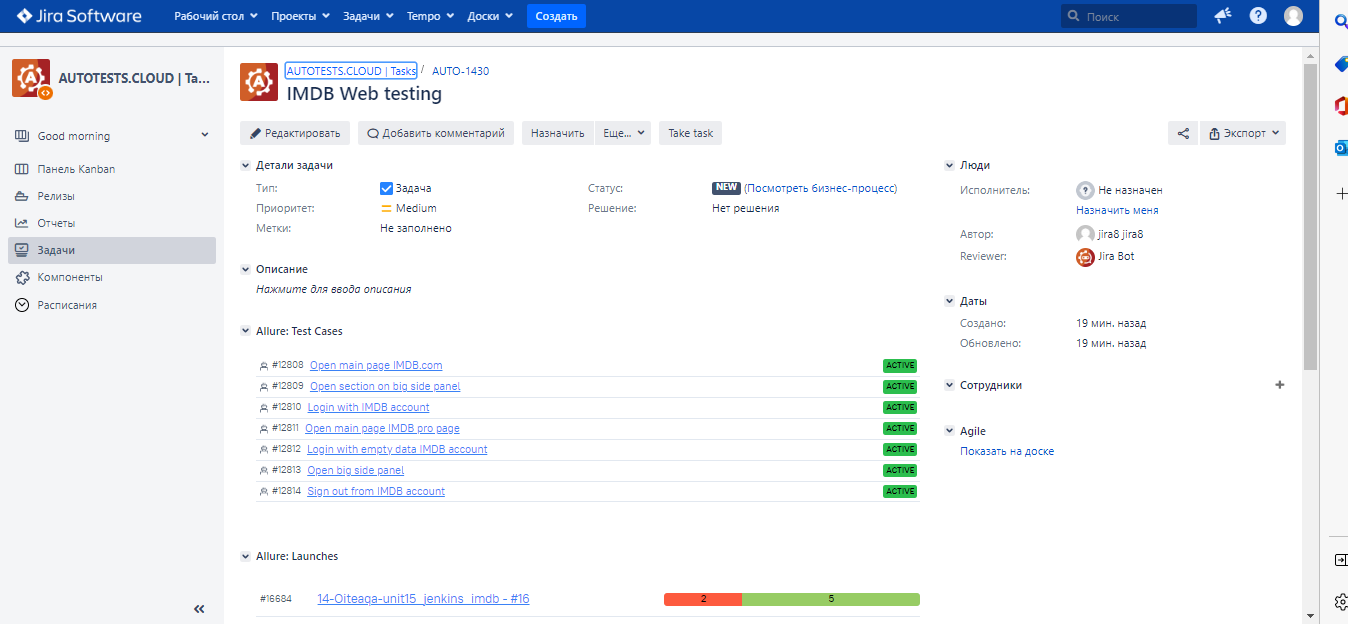 Jira Software Рабочий стол Проекты Задачи Tempo Доски Создать Поиск
AUTOTESTS.CLOUD | Ta...
Good morning
Панель Kanban
Релизы
Отчеты
Задачи
Компоненты
Расписания
AUTOTESTS.CLOUD | Tasks / AUTO-1430
IMDB Web testing
Редактировать Добавить комментарий Назначить Еще... Take task Экспорт
Детали задачи
Тип: Задача Статус: NEW (Посмотреть бизнес-процесс)
Приоритет: Medium Решение: Нет решения
Метки: Не заполнено
Описание
Нажмите для ввода описания
Allure: Test Cases
#12808 Open main page IMDB.com ACTIVE
#12809 Open section on big side panel ACTIVE
#12810 Login with IMDB account ACTIVE
#12811 Open main page IMDB pro page ACTIVE
#12812 Login with empty data IMDB account ACTIVE
#12813 Open big side panel ACTIVE
#12814 Sign out from IMDB account ACTIVE
Allure: Launches
#16684 14-Oiteaqa-unit15_jenkins_imdb - #16 2 5
Люди
Исполнитель: Не назначен
Назначить меня
Автор: jira8 jira8
Reviewer: Jira Bot
Даты
Создано: 19 мин. назад
Обновлено: 19 мин. назад
Сотрудники
Agile
Показать на доске